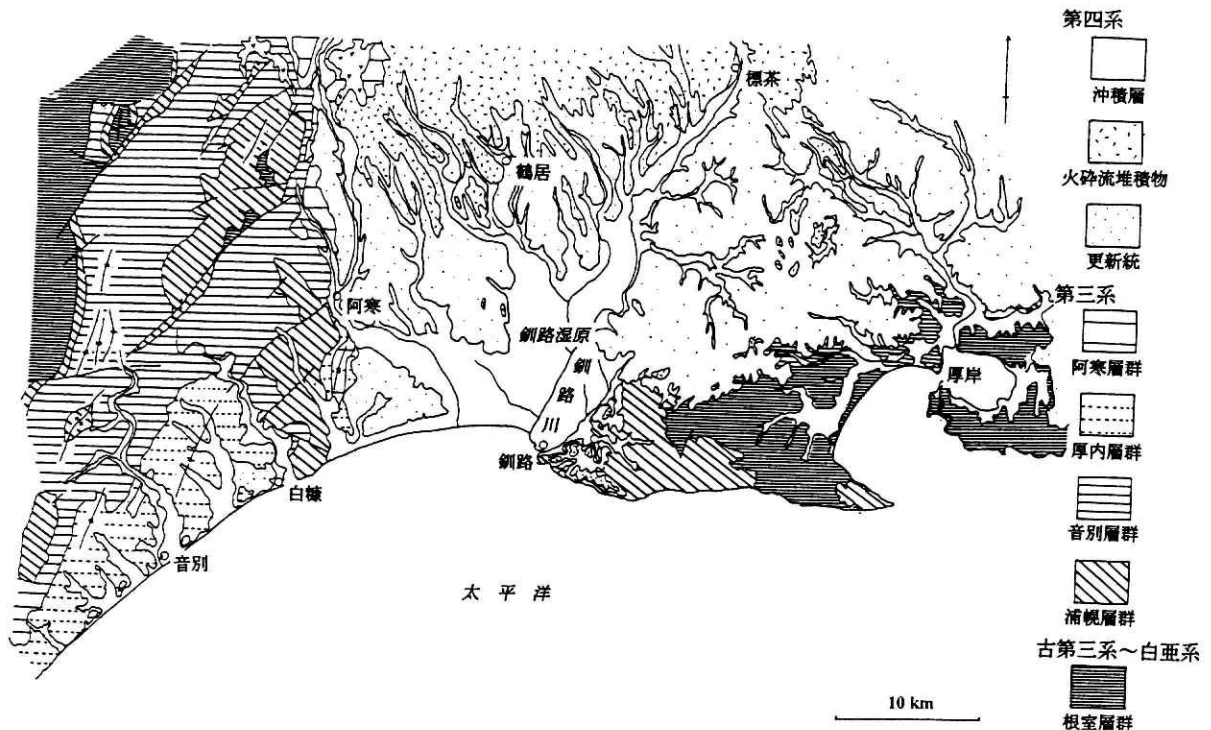 標茶
鶴居
阿寒
釧路湿原
釧路川
釧路
厚岸
白糠
音別
太平洋
10 km
第四系
沖積層
火砕流堆積物
更新統
第三系
阿寒層群
厚内層群
音別層群
浦幌層群
古第三系～白亜系
根室層群